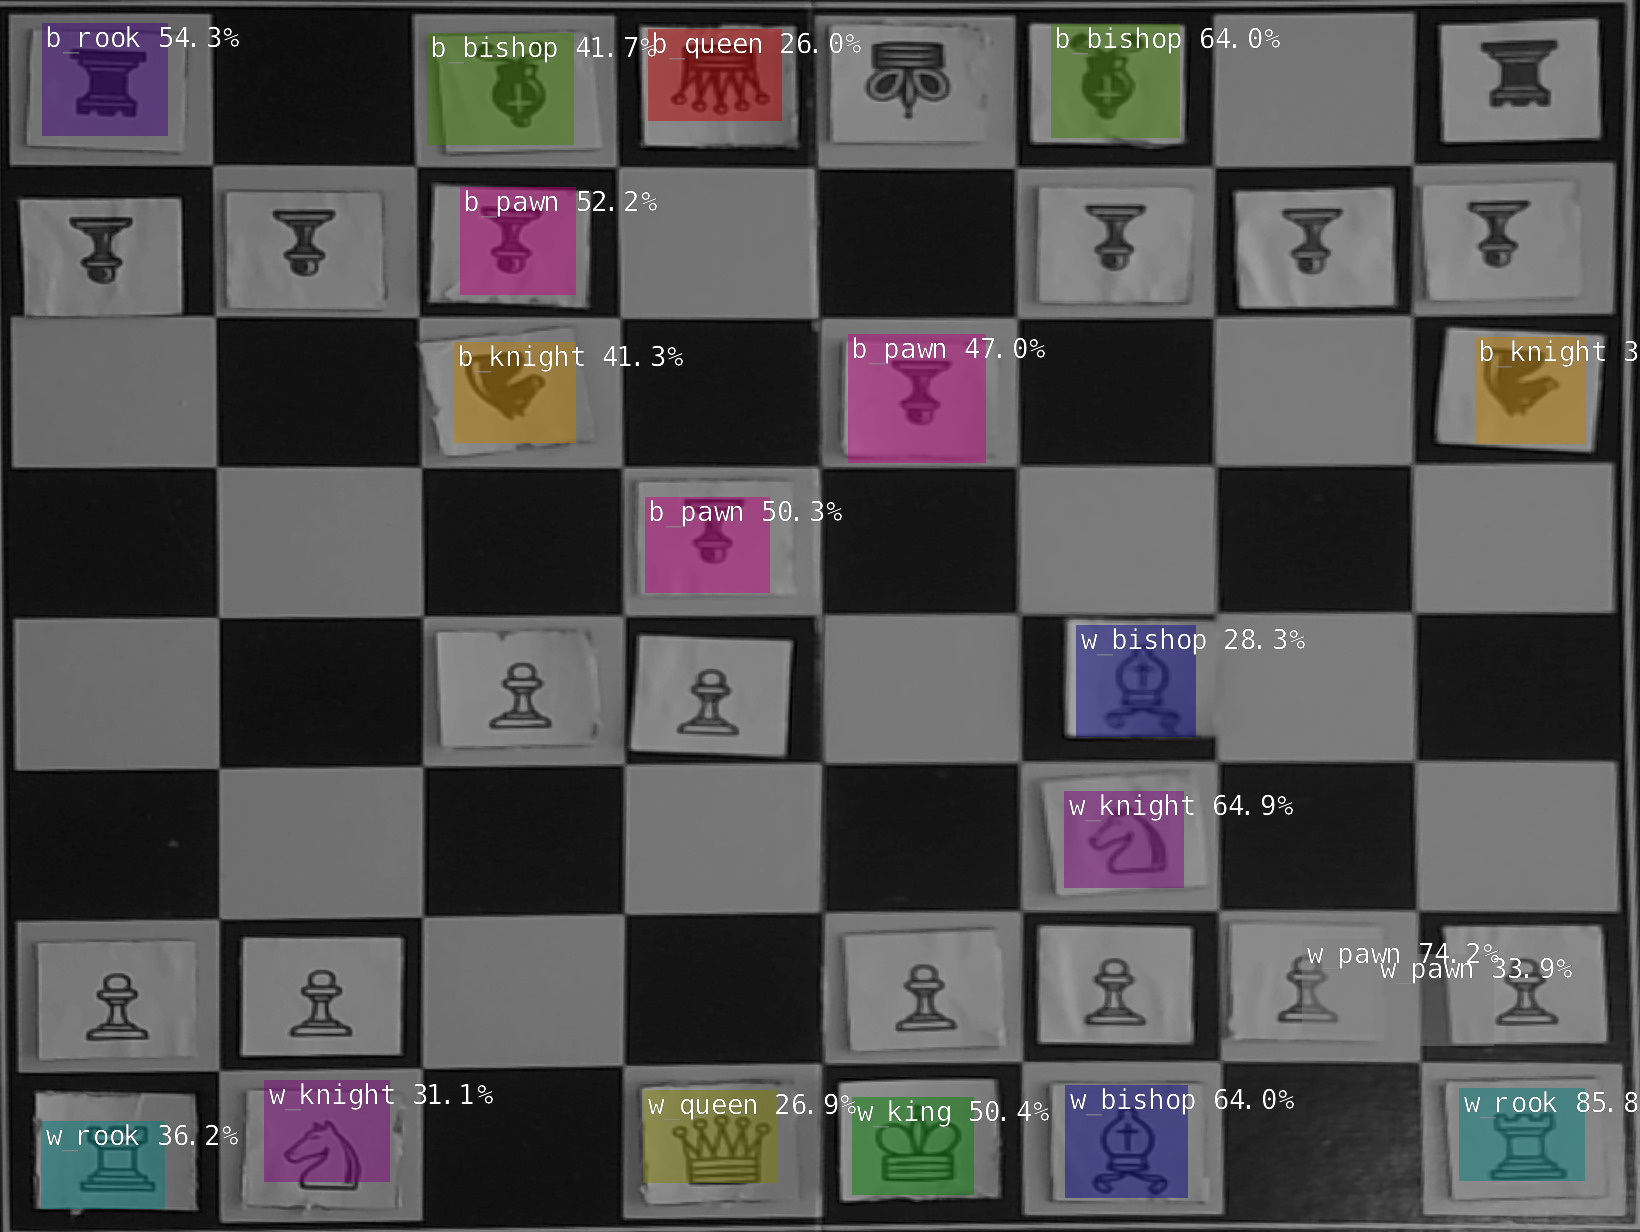 b_rook 54.3%
b_bishop 41.7%
b_queen 26.0%
b_bishop 64.0%
b_pawn 52.2%
b_knight 41.3%
b_pawn 47.0%
b_knight 3
b_pawn 50.3%
w_bishop 28.3%
w_knight 64.9%
w_pawn 74.2%
w_pawn 33.9%
w_knight 31.1%
w_queen 26.9%
w_king 50.4%
w_bishop 64.0%
w_rook 85.8
w_rook 36.2%